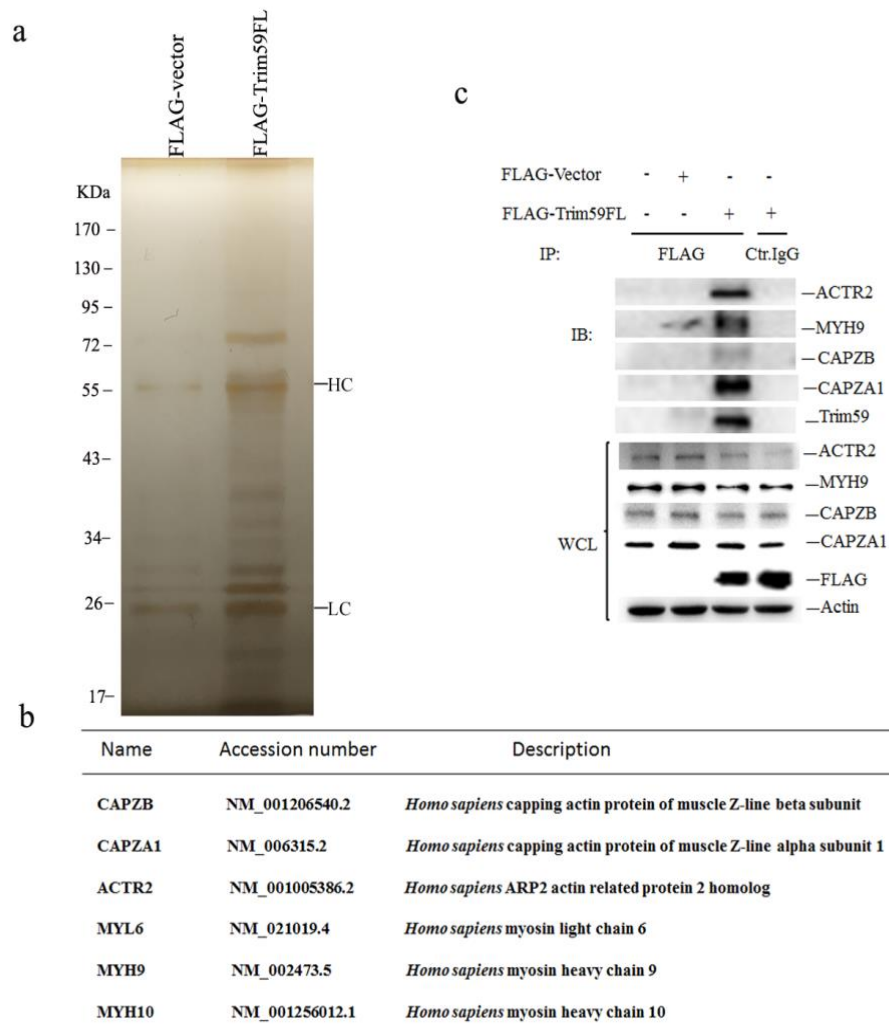 a
FLAG-vector
FLAG-Trim59FL
KDa
170 –
130 –
95 –
72 –
55 –
43 –
34 –
26 –
17–
–HC
–LC
c
FLAG-Vector - + - -
FLAG-Trim59FL - - + +
IP: FLAG Ctr.IgG
IB:
–ACTR2
–MYH9
–CAPZB
–CAPZA1
–Trim59
WCL
–ACTR2
–MYH9
–CAPZB
–CAPZA1
–FLAG
–Actin
b
Name Accession number Description
CAPZB NM_001206540.2 Homo sapiens capping actin protein of muscle Z-line beta subunit
CAPZA1 NM_006315.2 Homo sapiens capping actin protein of muscle Z-line alpha subunit 1
ACTR2 NM_001005386.2 Homo sapiens ARP2 actin related protein 2 homolog
MYL6 NM_021019.4 Homo sapiens myosin light chain 6
MYH9 NM_002473.5 Homo sapiens myosin heavy chain 9
MYH10 NM_001256012.1 Homo sapiens myosin heavy chain 10